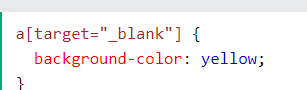 a[target="_blank"] {
  background-color: yellow;
}